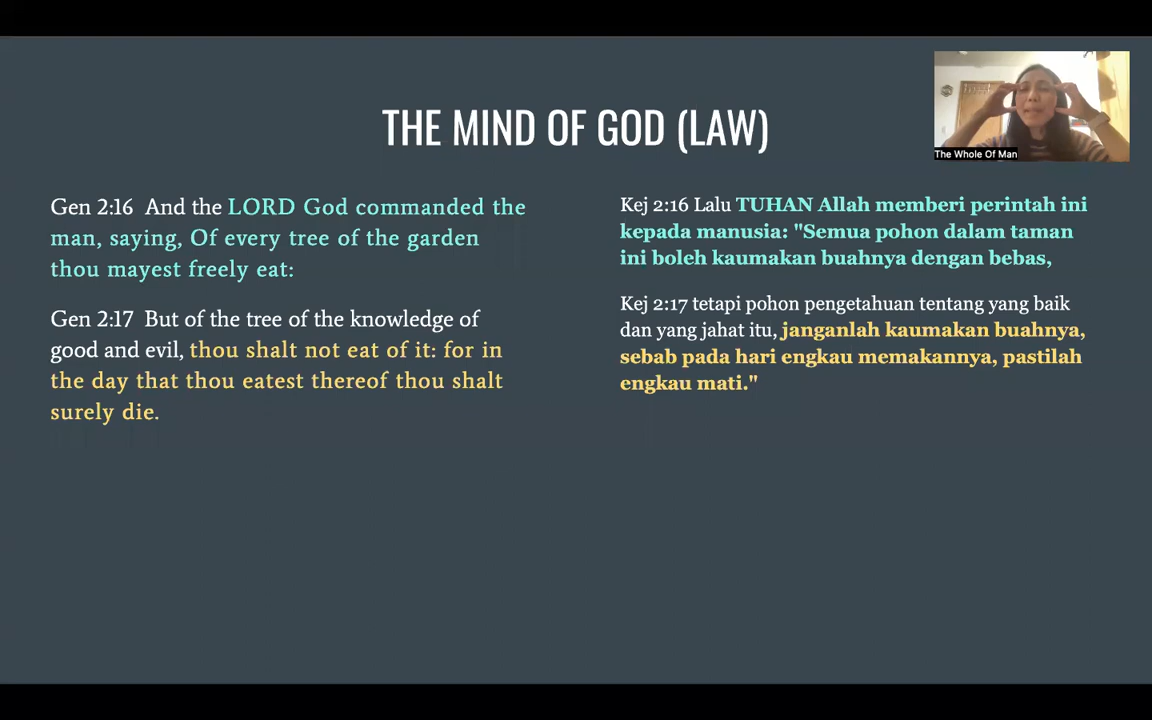 THE MIND OF GOD (LAW)
The Whole Of Man
Gen 2:16 And the LORD God commanded the
man, saying, Of every tree of the garden
thou mayest freely eat:
Gen 2:17 But of the tree of the knowledge of
good and evil, thou shalt not eat of it: for in
the day that thou eatest thereof thou shalt
surely die.
Kej 2:16 Lalu TUHAN Allah memberi perintah ini
kepada manusia: "Semua pohon dalam taman
ini boleh kaumakan buahnya dengan bebas,
Kej 2:17 tetapi pohon pengetahuan tentang yang baik
dan yang jahat itu, janganlah kaumakan buahnya,
sebab pada hari engkau memakannya, pastilah
engkau mati."